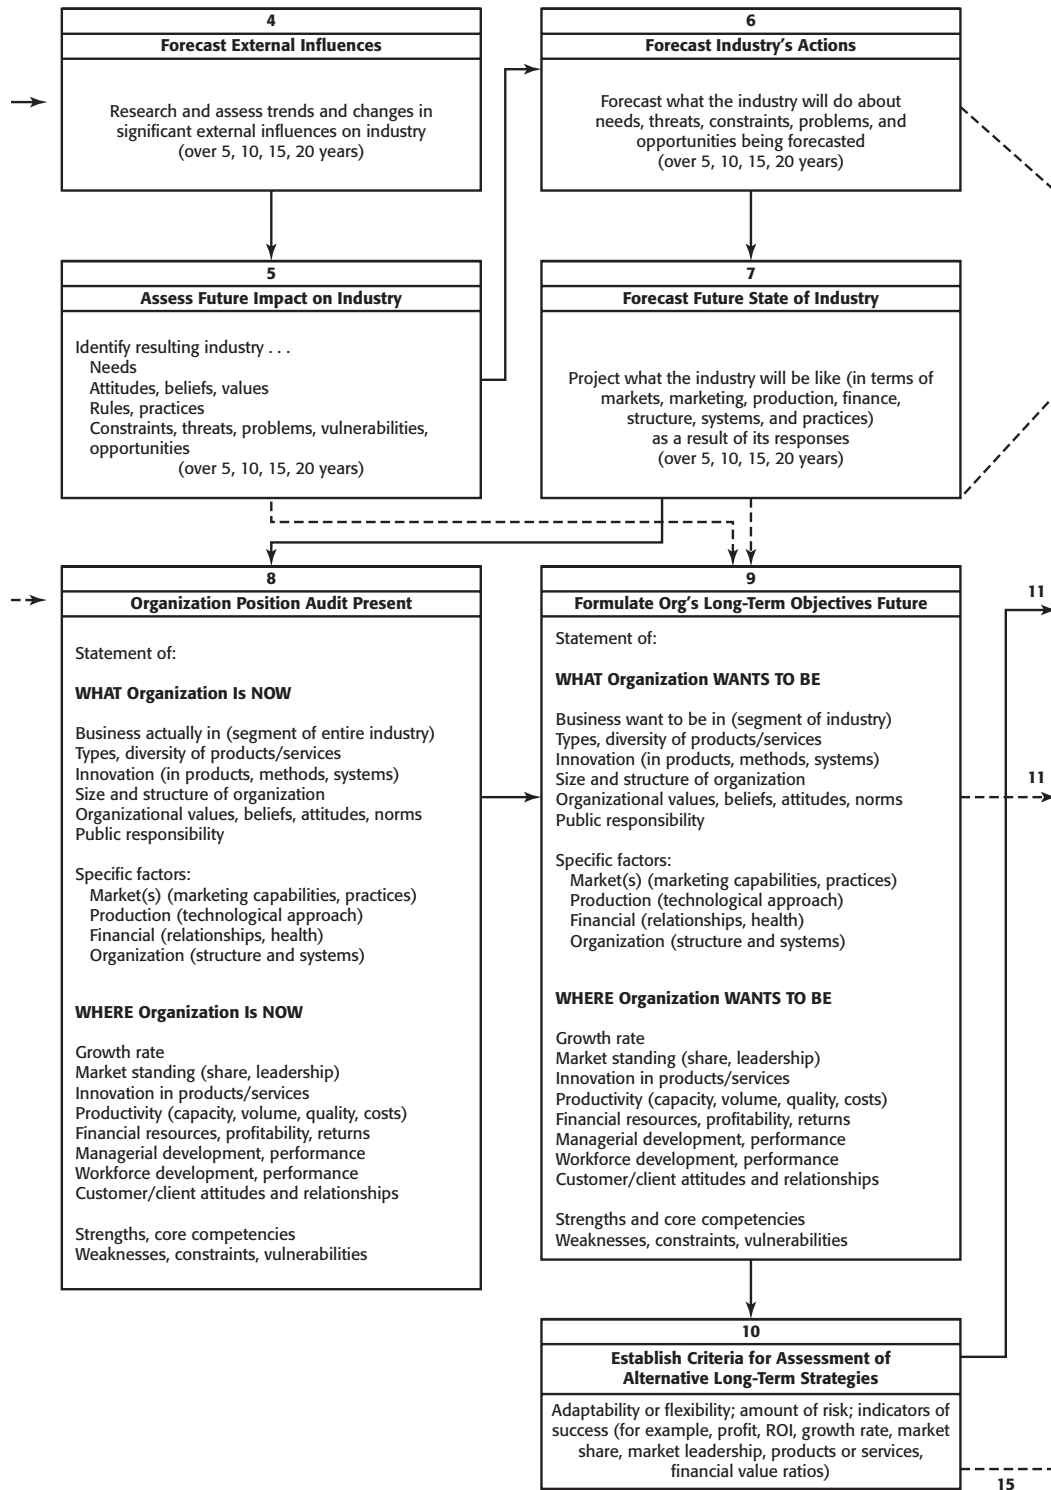 4
Forecast External Influences
Research and assess trends and changes in
significant external influences on industry
(over 5, 10, 15, 20 years)
6
Forecast Industry's Actions
Forecast what the industry will do about
needs, threats, constraints, problems, and
opportunities being forecasted
(over 5, 10, 15, 20 years)
5
Assess Future Impact on Industry
Identify resulting industry . . .
Needs
Attitudes, beliefs, values
Rules, practices
Constraints, threats, problems, vulnerabilities,
opportunities
(over 5, 10, 15, 20 years)
7
Forecast Future State of Industry
Project what the industry will be like (in terms of
markets, marketing, production, finance,
structure, systems, and practices)
as a result of its responses
(over 5, 10, 15, 20 years)
8
Organization Position Audit Present
Statement of:
WHAT Organization Is NOW
Business actually in (segment of entire industry)
Types, diversity of products/services
Innovation (in products, methods, systems)
Size and structure of organization
Organizational values, beliefs, attitudes, norms
Public responsibility
Specific factors:
Market(s) (marketing capabilities, practices)
Production (technological approach)
Financial (relationships, health)
Organization (structure and systems)
WHERE Organization Is NOW
Growth rate
Market standing (share, leadership)
Innovation in products/services
Productivity (capacity, volume, quality, costs)
Financial resources, profitability, returns
Managerial development, performance
Workforce development, performance
Customer/client attitudes and relationships
Strengths, core competencies
Weaknesses, constraints, vulnerabilities
9
Formulate Org's Long-Term Objectives Future
Statement of:
WHAT Organization WANTS TO BE
Business want to be in (segment of industry)
Types, diversity of products/services
Innovation (in products, methods, systems)
Size and structure of organization
Organizational values, beliefs, attitudes, norms
Public responsibility
Specific factors:
Market(s) (marketing capabilities, practices)
Production (technological approach)
Financial (relationships, health)
Organization (structure and systems)
WHERE Organization WANTS TO BE
Growth rate
Market standing (share, leadership)
Innovation in products/services
Productivity (capacity, volume, quality, costs)
Financial resources, profitability, returns
Managerial development, performance
Workforce development, performance
Customer/client attitudes and relationships
Strengths and core competencies
Weaknesses, constraints, vulnerabilities
11
11
10
Establish Criteria for Assessment of
Alternative Long-Term Strategies
Adaptability or flexibility; amount of risk; indicators of
success (for example, profit, ROI, growth rate, market
share, market leadership, products or services,
financial value ratios)
15